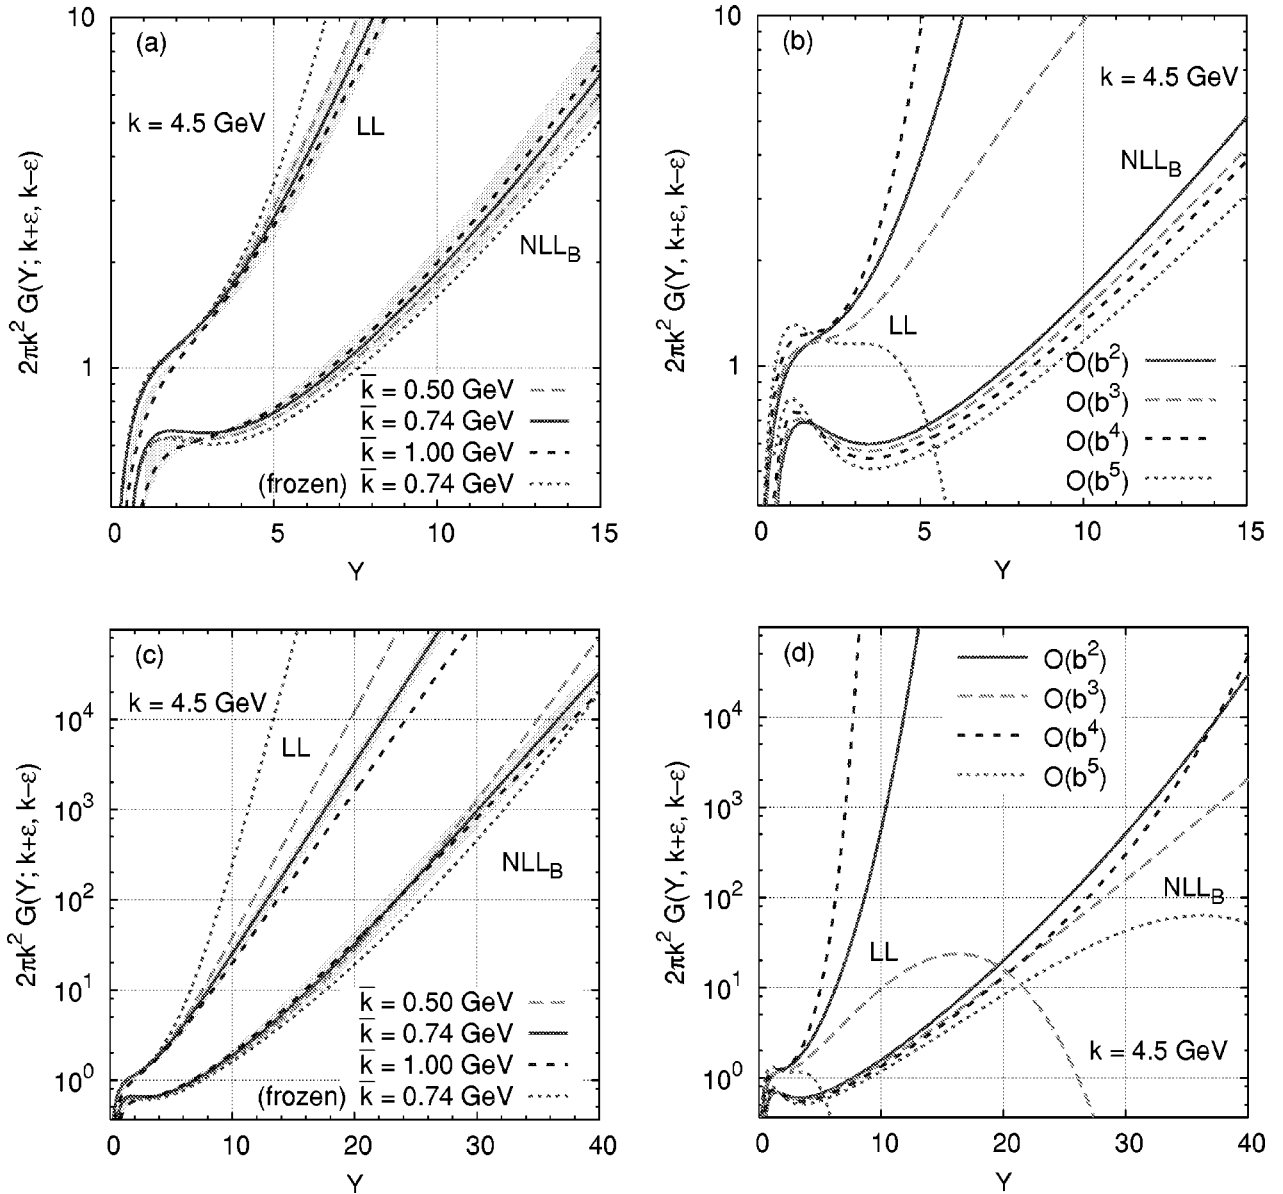 (a)
k = 4.5 GeV
LL
NLL_B
k̅ = 0.50 GeV
k̅ = 0.74 GeV
k̅ = 1.00 GeV
(frozen) k̅ = 0.74 GeV
10
1
0 5 10 15
Y
2πk² G(Y; k+ε, k−ε)
(b)
k = 4.5 GeV
NLL_B
LL
O(b²)
O(b³)
O(b⁴)
O(b⁵)
10
1
0 5 10 15
Y
2πk² G(Y, k+ε, k−ε)
(c)
k = 4.5 GeV
LL
NLL_B
k̅ = 0.50 GeV
k̅ = 0.74 GeV
k̅ = 1.00 GeV
(frozen) k̅ = 0.74 GeV
10⁴
10³
10²
10¹
10⁰
0 10 20 30 40
Y
2πk² G(Y; k+ε, k−ε)
(d)
O(b²)
O(b³)
O(b⁴)
O(b⁵)
NLL_B
LL
k = 4.5 GeV
10⁴
10³
10²
10¹
10⁰
0 10 20 30 40
Y
2πk² G(Y, k+ε, k−ε)